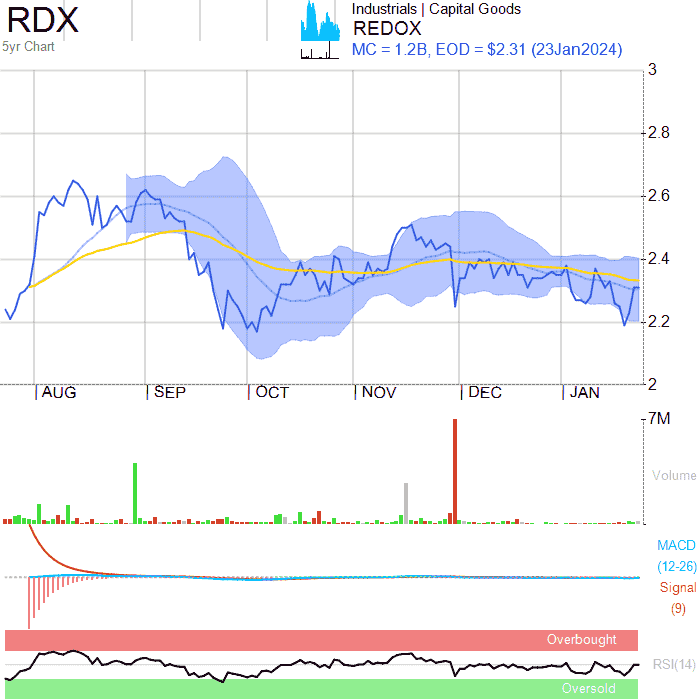 RDX
5yr Chart
Industrials | Capital Goods
REDOX
MC = 1.2B, EOD = $2.31 (23Jan2024)
3
2.8
2.6
2.4
2.2
2
AUG SEP OCT NOV DEC JAN
7M
Volume
MACD
(12-26)
Signal
(9)
Overbought
RSI(14)
Oversold